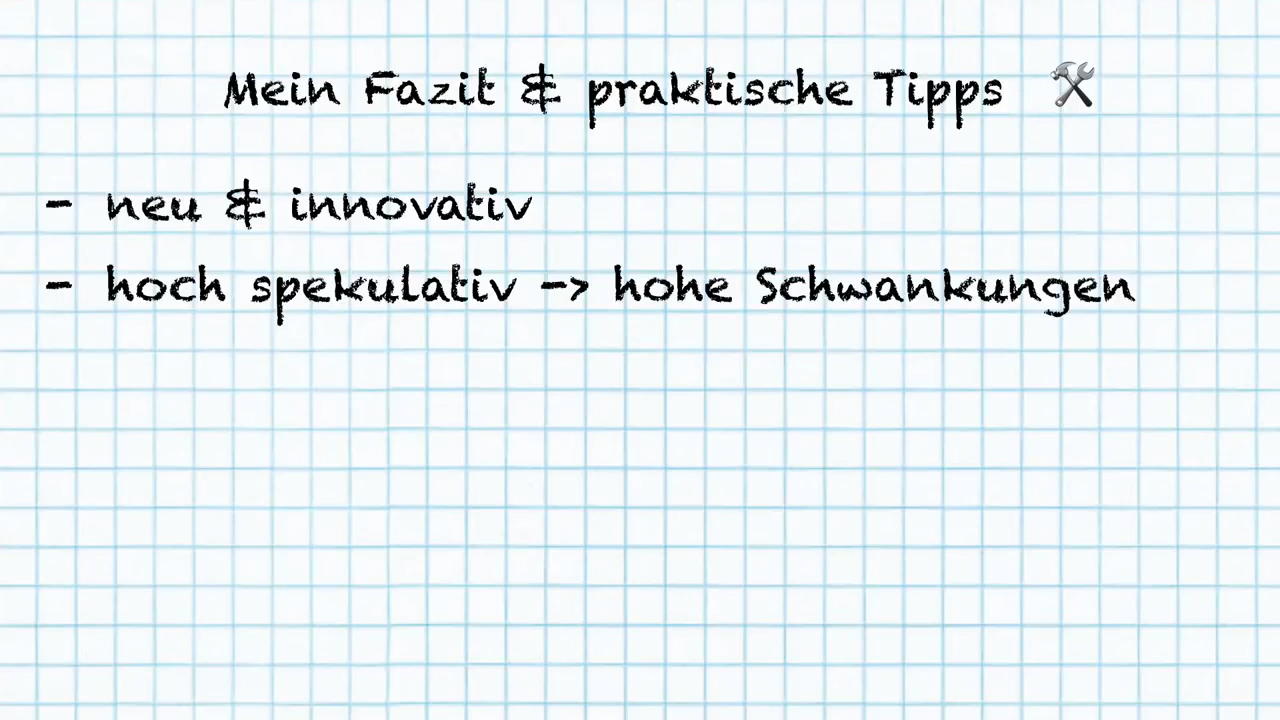 Mein Fazit & praktische Tipps 🛠
- neu & innovativ
- hoch spekulativ -> hohe Schwankungen